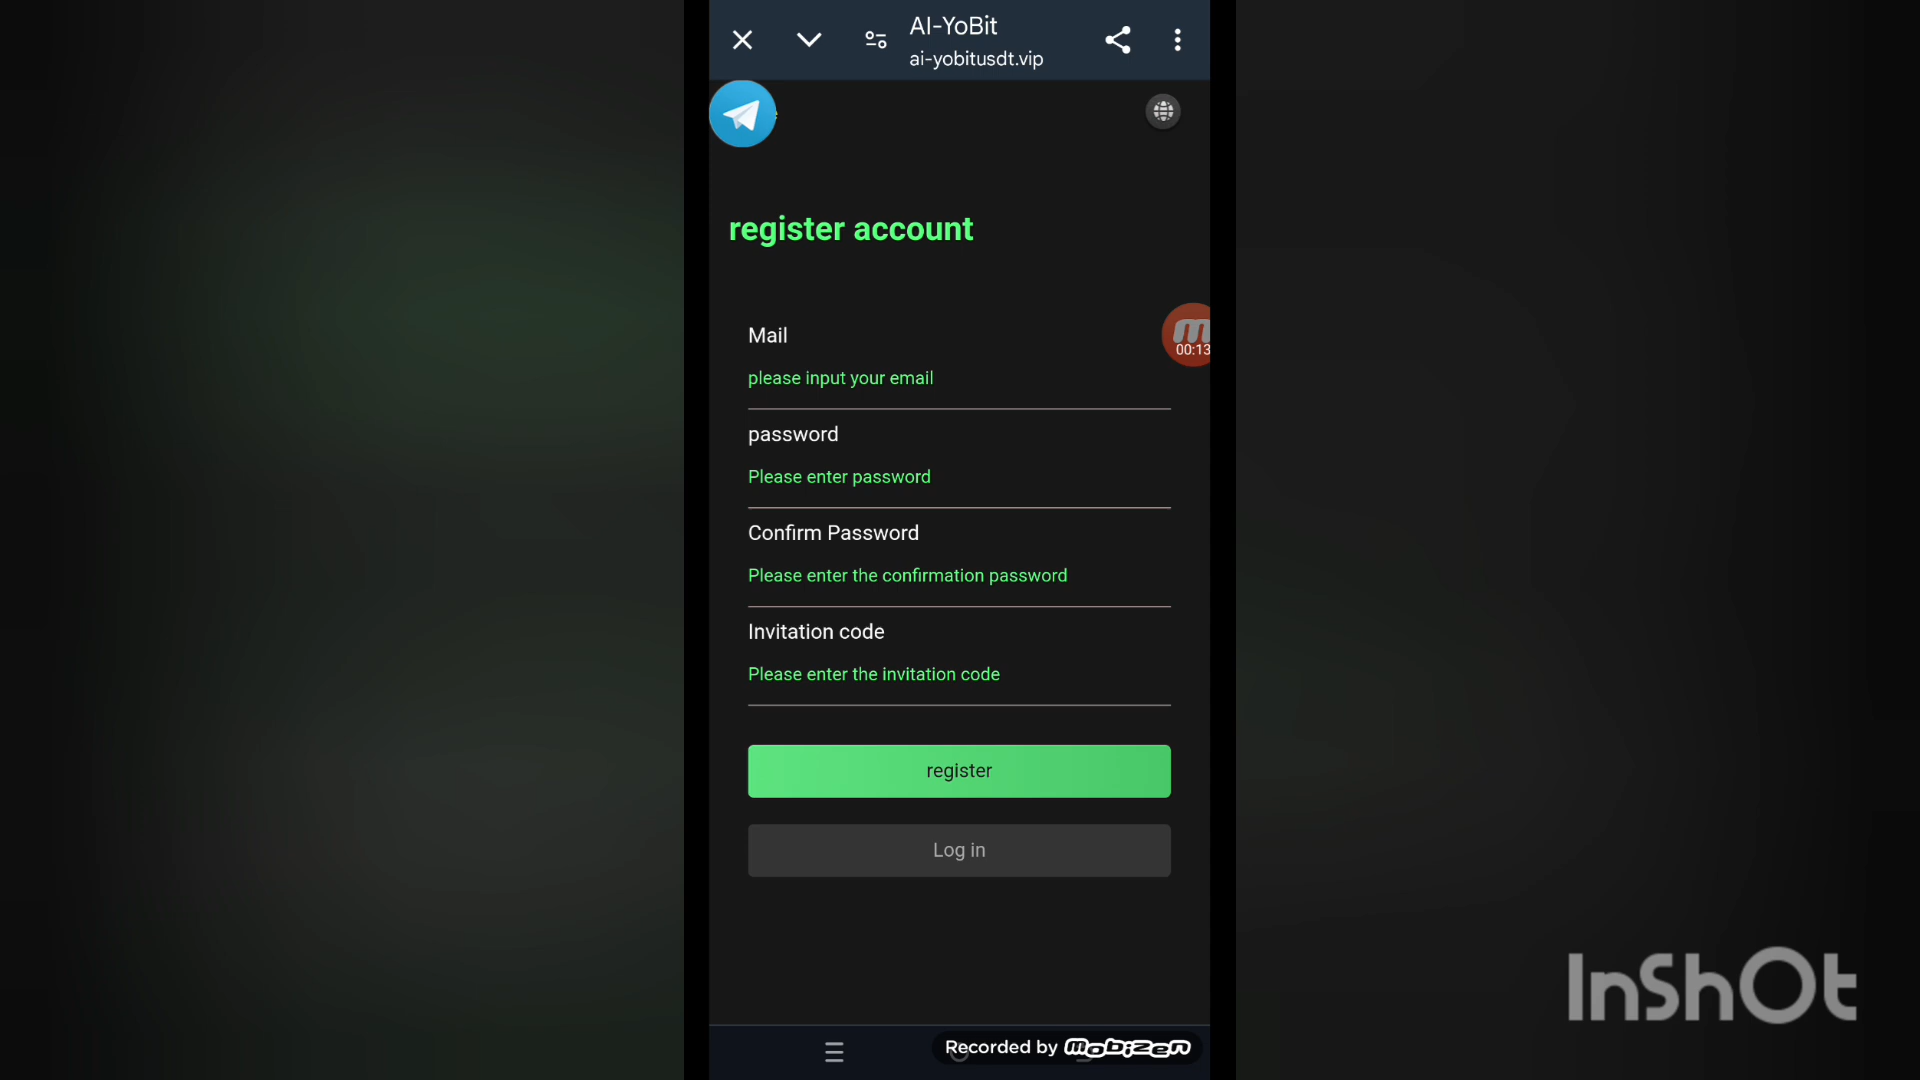 AI-YoBit
ai-yobitusdt.vip
register account
Mail
00:13
please input your email
password
Please enter password
Confirm Password
Please enter the confirmation password
Invitation code
Please enter the invitation code
register
Log in
InShOt
Recorded by mobizen